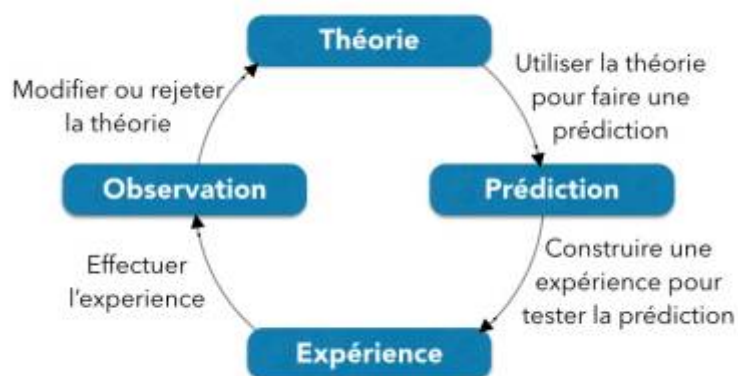 Théorie
Utiliser la théorie
pour faire une
prédiction
Prédiction
Construire une
expérience pour
tester la prédiction
Expérience
Effectuer
l'experience
Observation
Modifier ou rejeter
la théorie